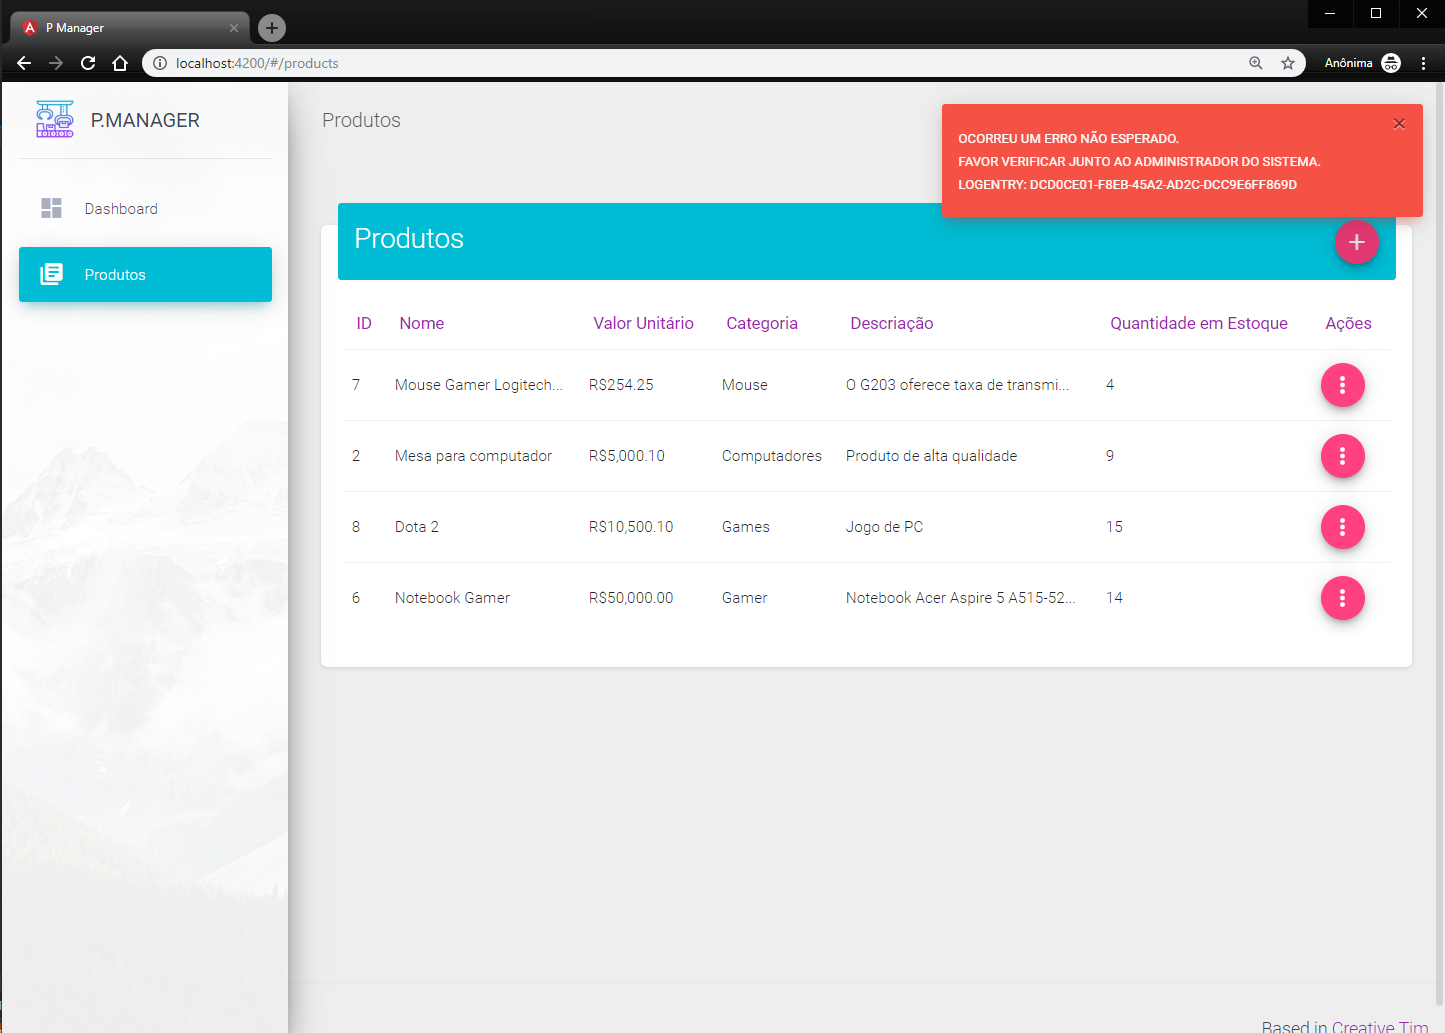 P Manager
localhost:4200/#/products
Anônima
P.MANAGER
Dashboard
Produtos
Produtos
OCORREU UM ERRO NÃO ESPERADO.
FAVOR VERIFICAR JUNTO AO ADMINISTRADOR DO SISTEMA.
LOGENTRY: DCD0CE01-F8EB-45A2-AD2C-DCC9E6FF869D
Produtos
ID Nome Valor Unitário Categoria Descriação Quantidade em Estoque Ações
7 Mouse Gamer Logitech... R$254.25 Mouse O G203 oferece taxa de transmi... 4
2 Mesa para computador R$5,000.10 Computadores Produto de alta qualidade 9
8 Dota 2 R$10,500.10 Games Jogo de PC 15
6 Notebook Gamer R$50,000.00 Gamer Notebook Acer Aspire 5 A515-52... 14
Based in Creative Tim